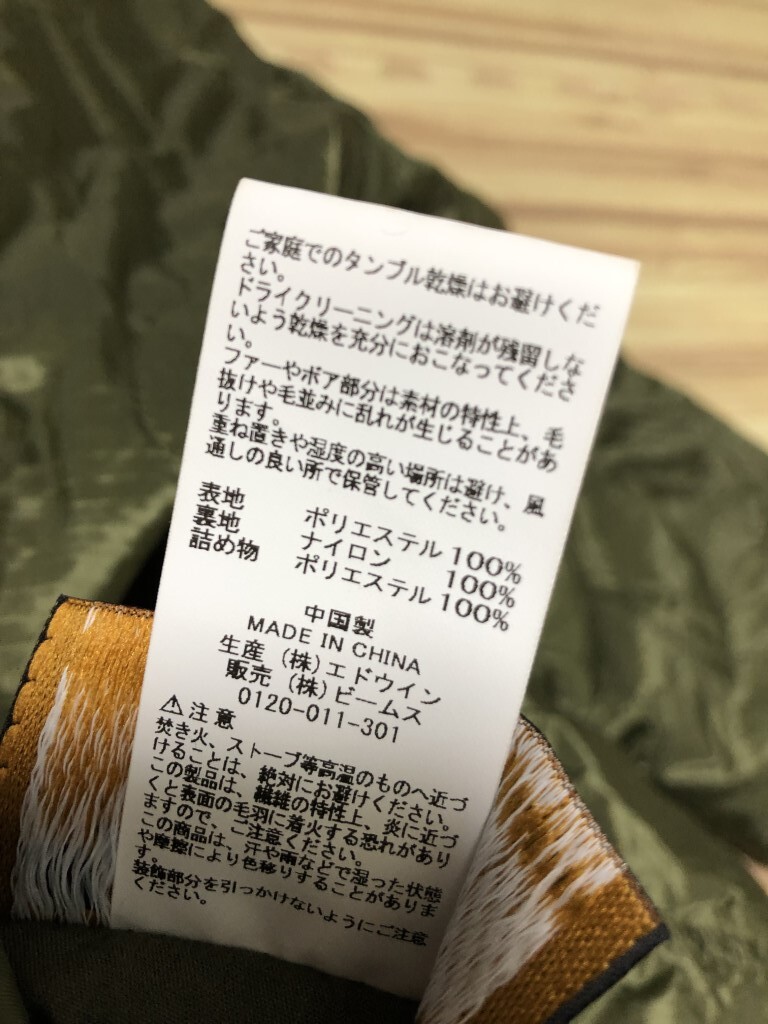 ご家庭でのタンブル乾燥はお避けくだ
さい。
ドライクリーニングは溶剤が残留しな
いよう乾燥を充分におこなってくださ
い。
ファーやボア部分は素材の特性上、毛
抜けや毛並みに乱れが生じることがあ
ります。
重ね置きや湿度の高い場所は避け、風
通しの良い所で保管してください。
表地 ポリエステル 100%
裏地 ナイロン 100%
詰め物 ポリエステル 100%
中国製
MADE IN CHINA
生産 (株)エドウイン
販売 (株)ビームス
0120-011-301
⚠注意
焚き火、ストーブ等高温のものへ近づ
けることは、絶対にお避けください。
この製品は、繊維の特性上、炎に近づ
くと表面の毛羽に着火する恐れがあり
ますので、ご注意ください。
この商品は、汗や雨などで湿った状態
や摩擦により色移りすることがありま
す。
装飾部分を引っかけないようにご注意
ください。